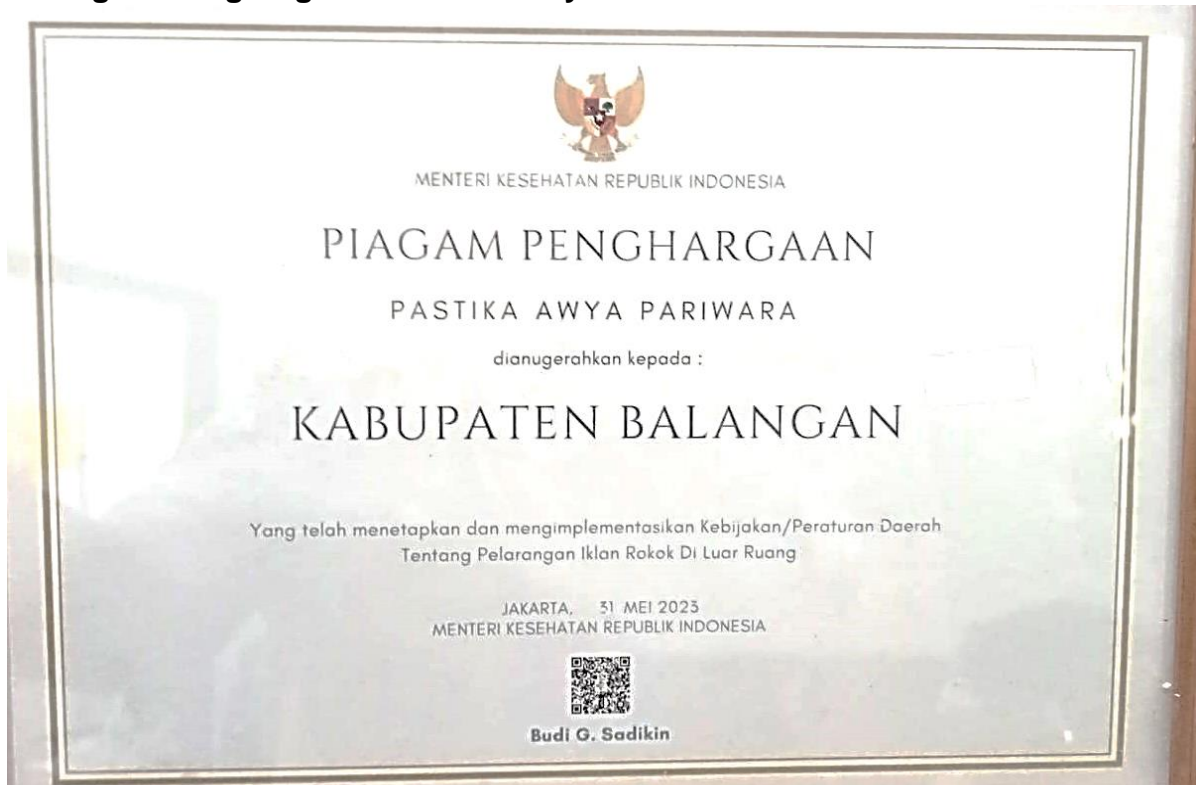 MENTERI KESEHATAN REPUBLIK INDONESIA
PIAGAM PENGHARGAAN
PASTIKA AWYA PARIWARA
dianugerahkan kepada :
KABUPATEN BALANGAN
Yang telah menetapkan dan mengimplementasikan Kebijakan/Peraturan Daerah
Tentang Pelarangan Iklan Rokok Di Luar Ruang
JAKARTA, 31 MEI 2023
MENTERI KESEHATAN REPUBLIK INDONESIA
Budi G. Sadikin